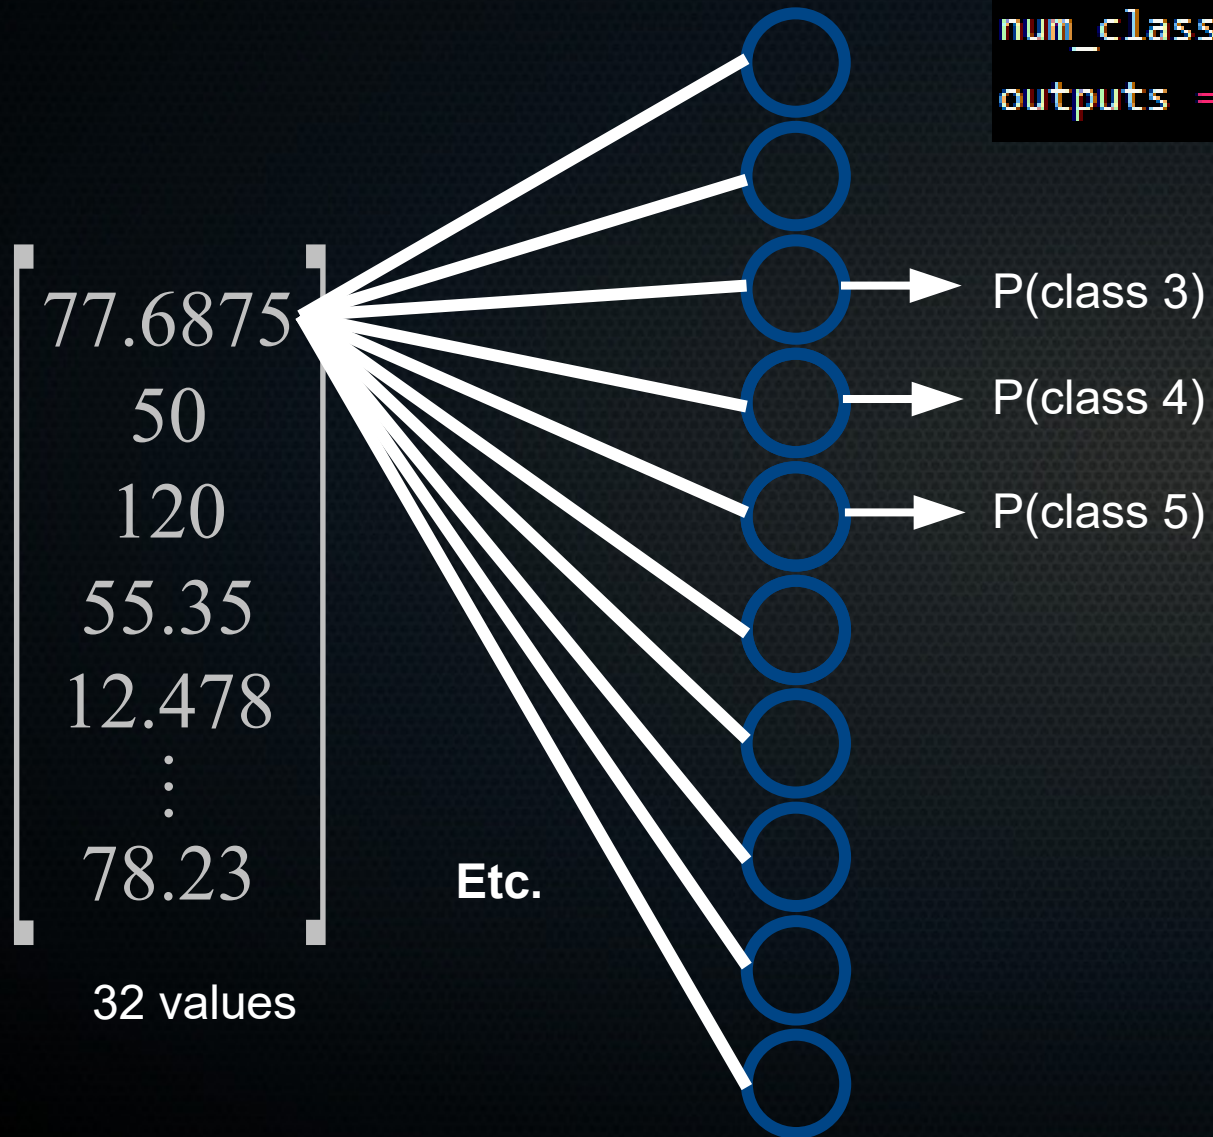 num_class
outputs =
77.6875
50
120
55.35
12.478
⋮
78.23
32 values
Etc.
P(class 3)
P(class 4)
P(class 5)